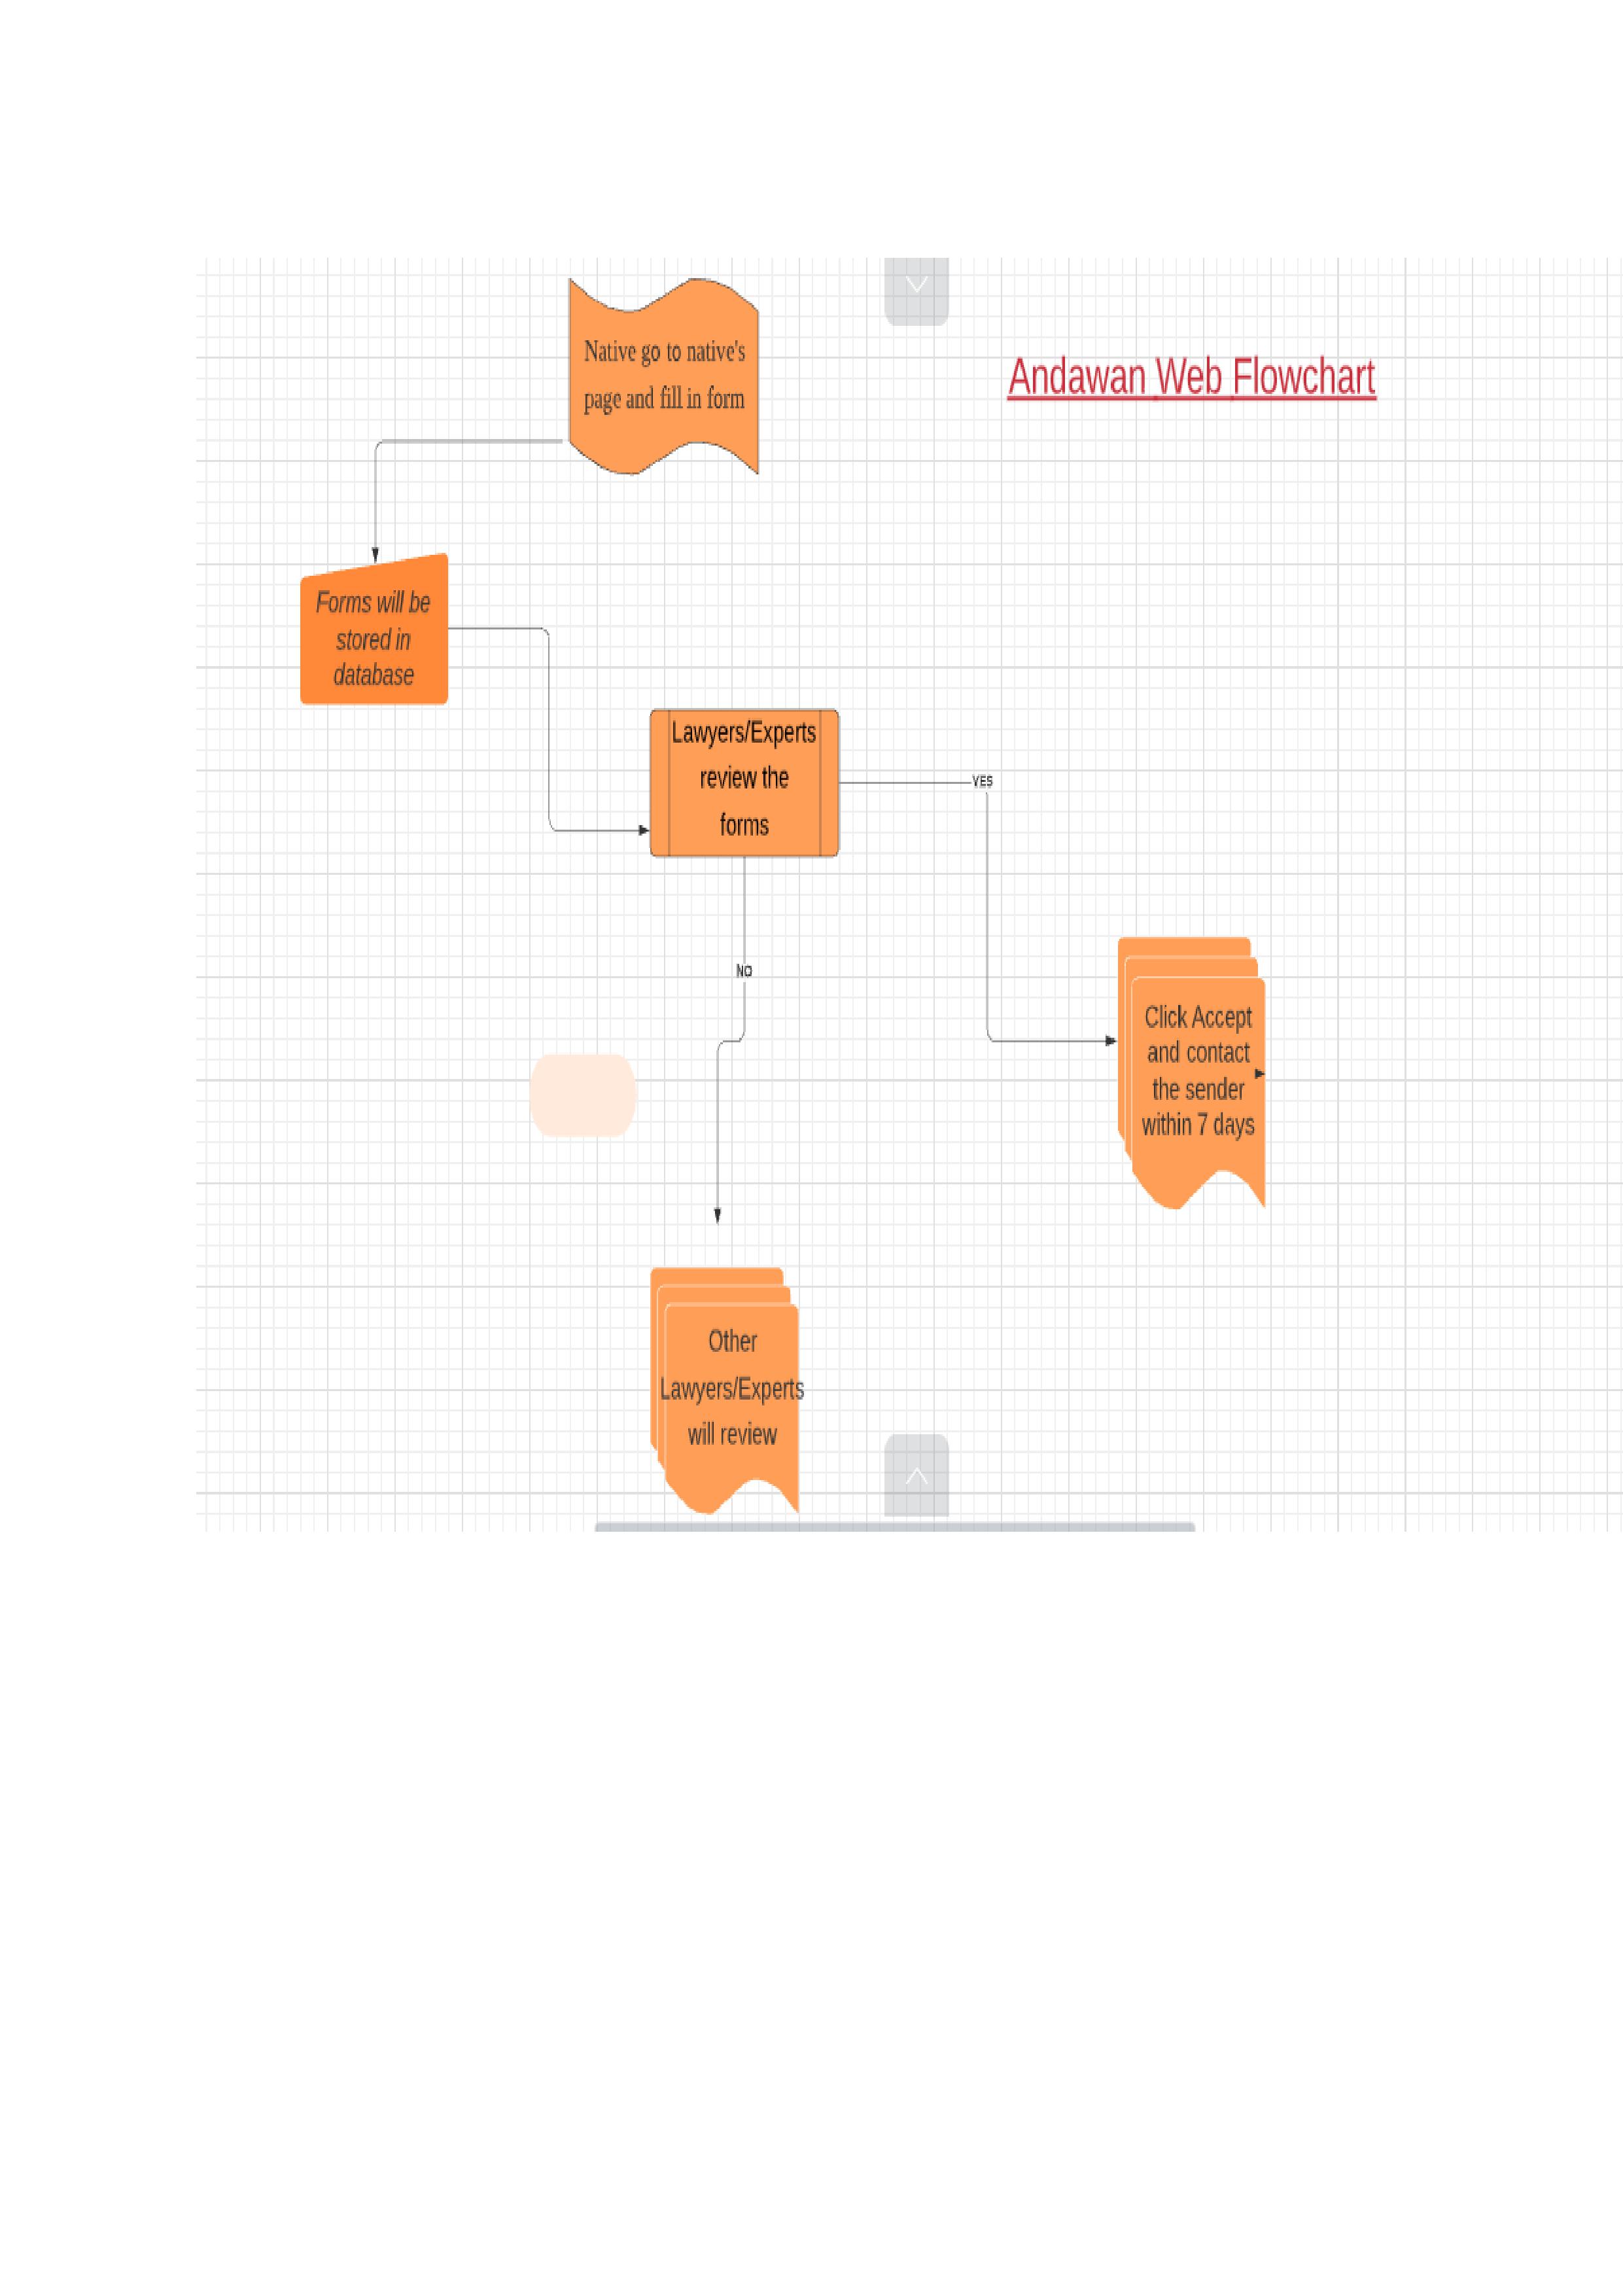 Native go to native's
page and fill in form
Andawan Web Flowchart
Forms will be
stored in
database
Lawyers/Experts
review the
forms
YES
NO
Click Accept
and contact
the sender
within 7 days
Other
Lawyers/Experts
will review